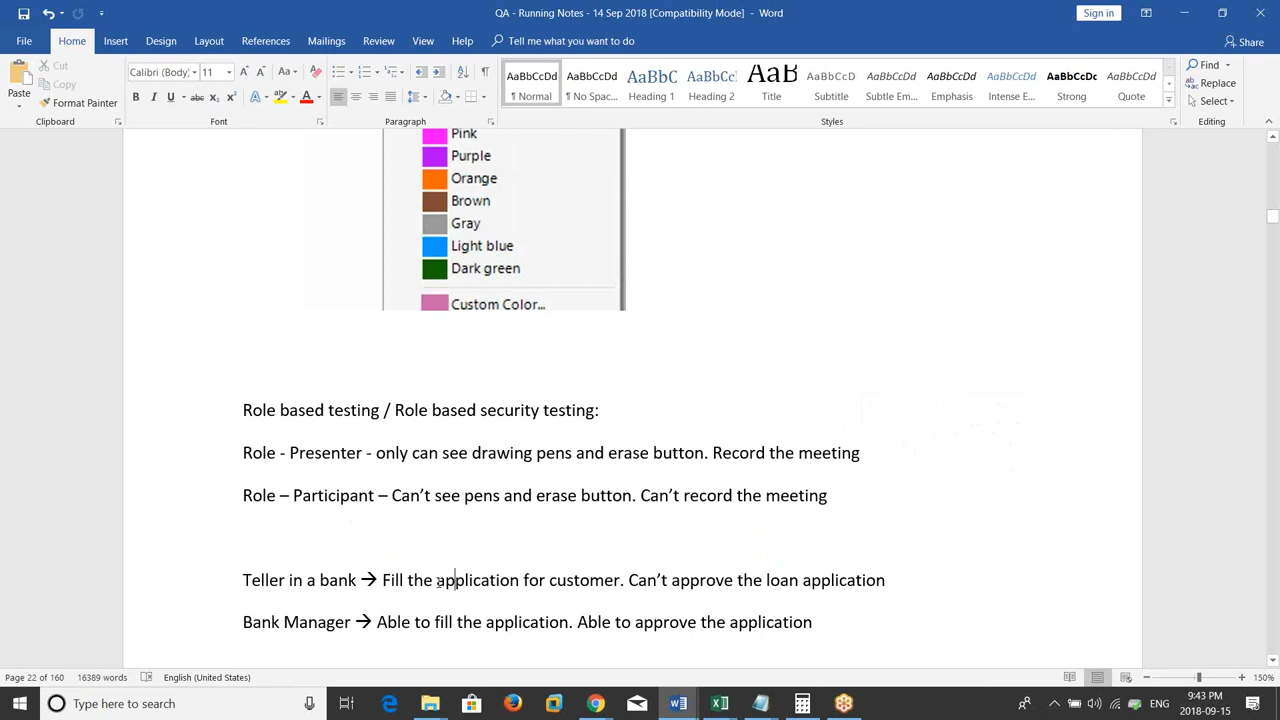 QA - Running Notes - 14 Sep 2018 [Compatibility Mode] - Word
Sign in
File Home Insert Design Layout References Mailings Review View Help Tell me what you want to do Share
Paste
Cut
Copy
Format Painter
Clipboard
Calibri (Body) 11
Aa
B I U abc x₂ x²
Font
Paragraph
AaBbCcDd AaBbCcDd AaBbC AaBbCc AaB AaBbCcD AaBbCcDd AaBbCcDd AaBbCcDd AaBbCcDc AaBbCcDd
¶ Normal ¶ No Spac... Heading 1 Heading 2 Title Subtitle Subtle Em... Emphasis Intense E... Strong Quote
Styles
Find
Replace
Select
Editing
Pink
Purple
Orange
Brown
Gray
Light blue
Dark green
Custom Color...
Role based testing / Role based security testing:
Role - Presenter - only can see drawing pens and erase button. Record the meeting
Role – Participant – Can’t see pens and erase button. Can’t record the meeting
Teller in a bank → Fill the application for customer. Can’t approve the loan application
Bank Manager → Able to fill the application. Able to approve the application
Page 22 of 160 16389 words English (United States) 150%
Type here to search
ENG
9:43 PM
2018-09-15